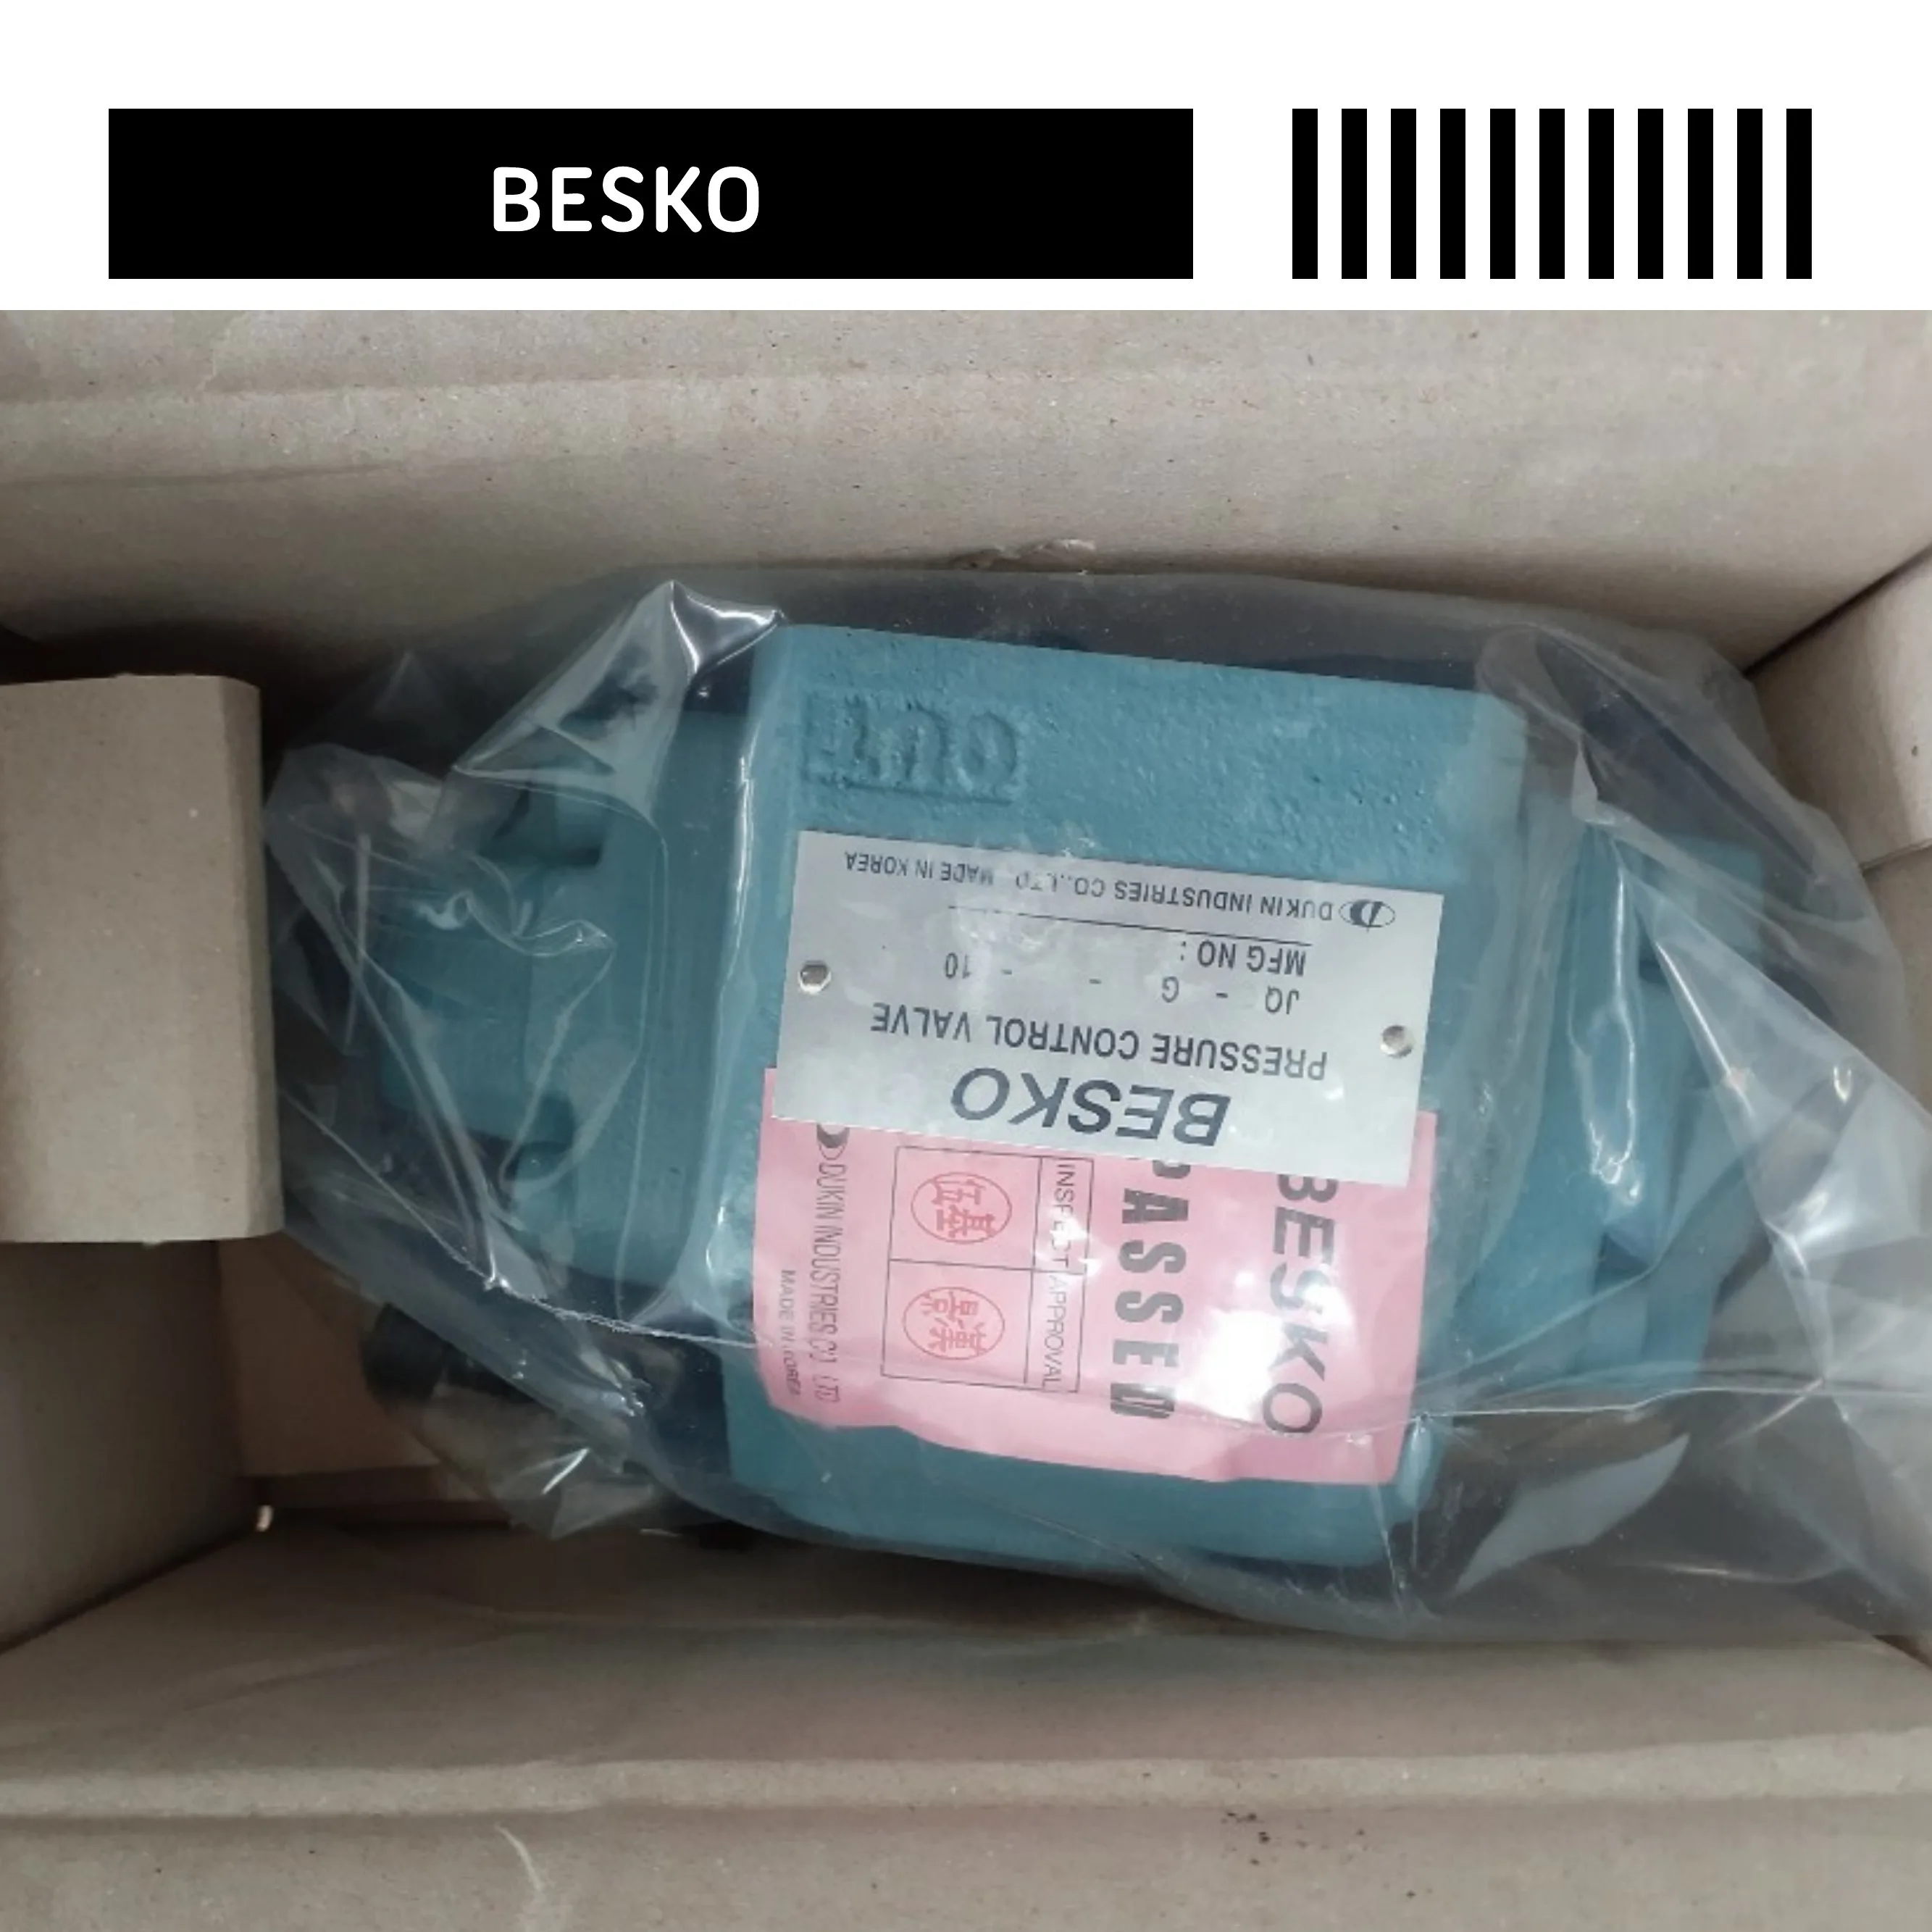 BESKO
OUT
BESKO
PRESSURE CONTROL VALVE
JQ - G - - 10
MFG NO :
DUKIN INDUSTRIES CO.,LTD. MADE IN KOREA
BESKO
PASSED
INSPECT APPROVAL
DUKIN INDUSTRIES CO., LTD
MADE IN KOREA